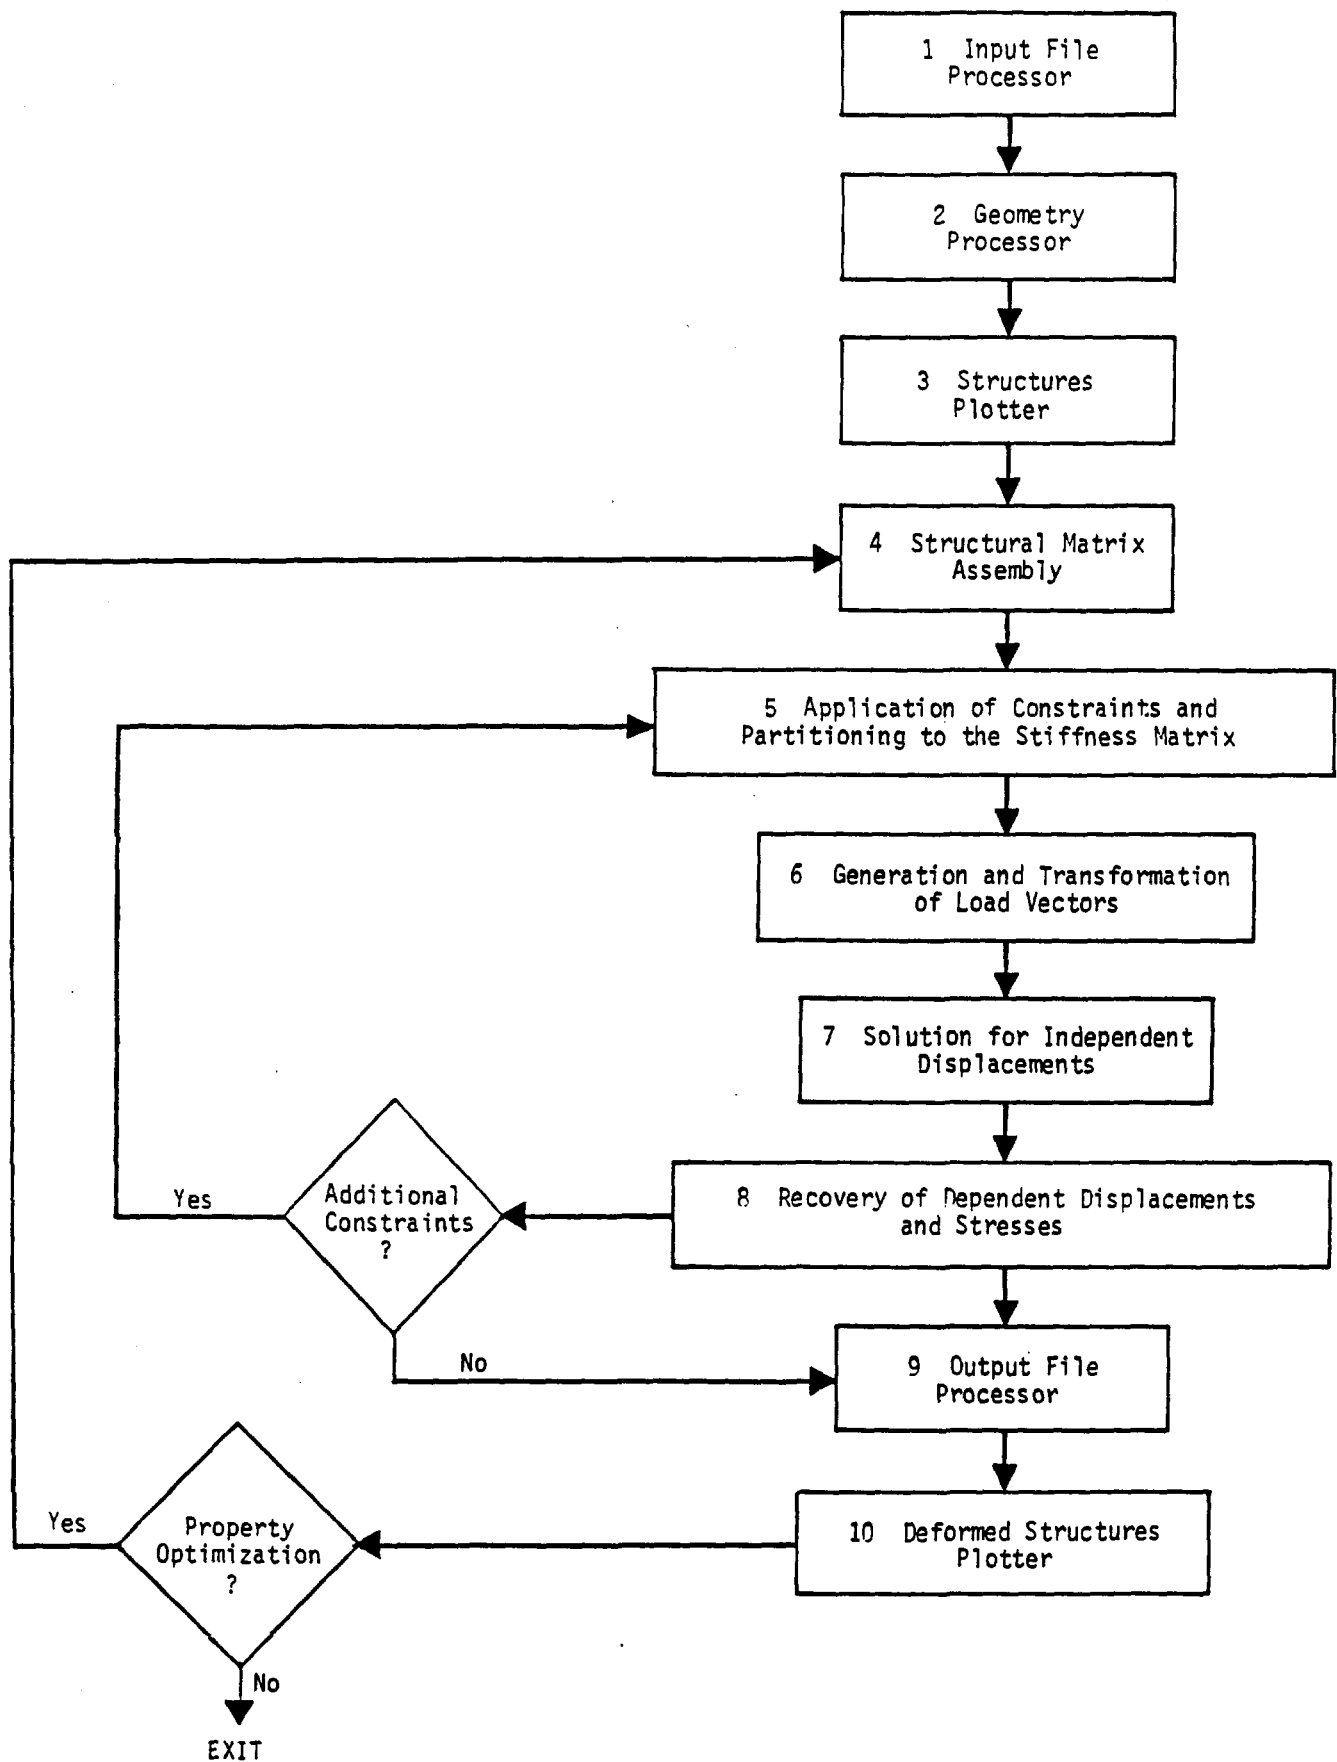 1 Input File
Processor
2 Geometry
Processor
3 Structures
Plotter
4 Structural Matrix
Assembly
5 Application of Constraints and
Partitioning to the Stiffness Matrix
6 Generation and Transformation
of Load Vectors
7 Solution for Independent
Displacements
8 Recovery of Dependent Displacements
and Stresses
Additional
Constraints
?
Yes
No
9 Output File
Processor
10 Deformed Structures
Plotter
Property
Optimization
?
Yes
No
EXIT